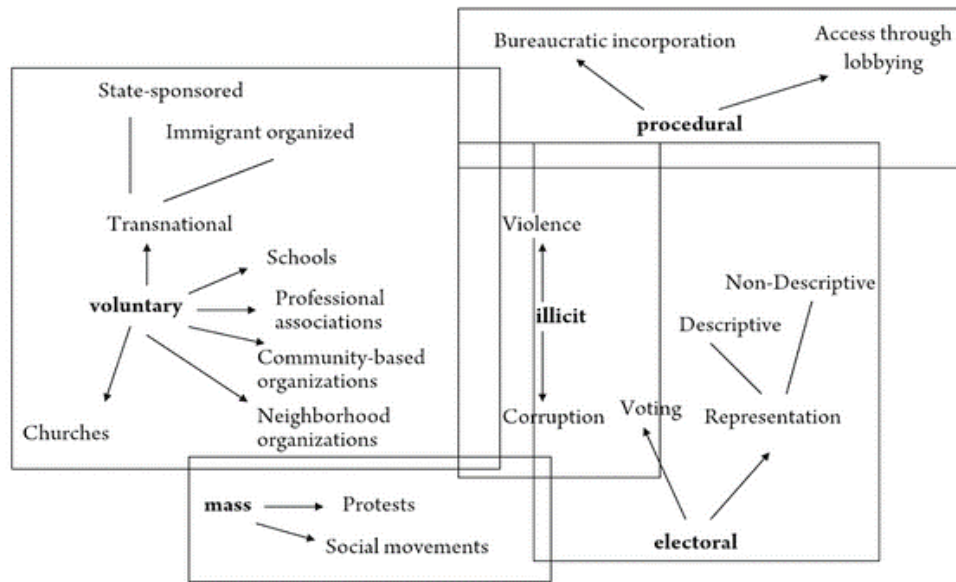 Bureaucratic incorporation
Access through
lobbying
procedural
State-sponsored
Immigrant organized
Transnational
voluntary
Schools
Professional
associations
Community-based
organizations
Neighborhood
organizations
Churches
Violence
illicit
Corruption
Voting
Non-Descriptive
Descriptive
Representation
electoral
mass
Protests
Social movements